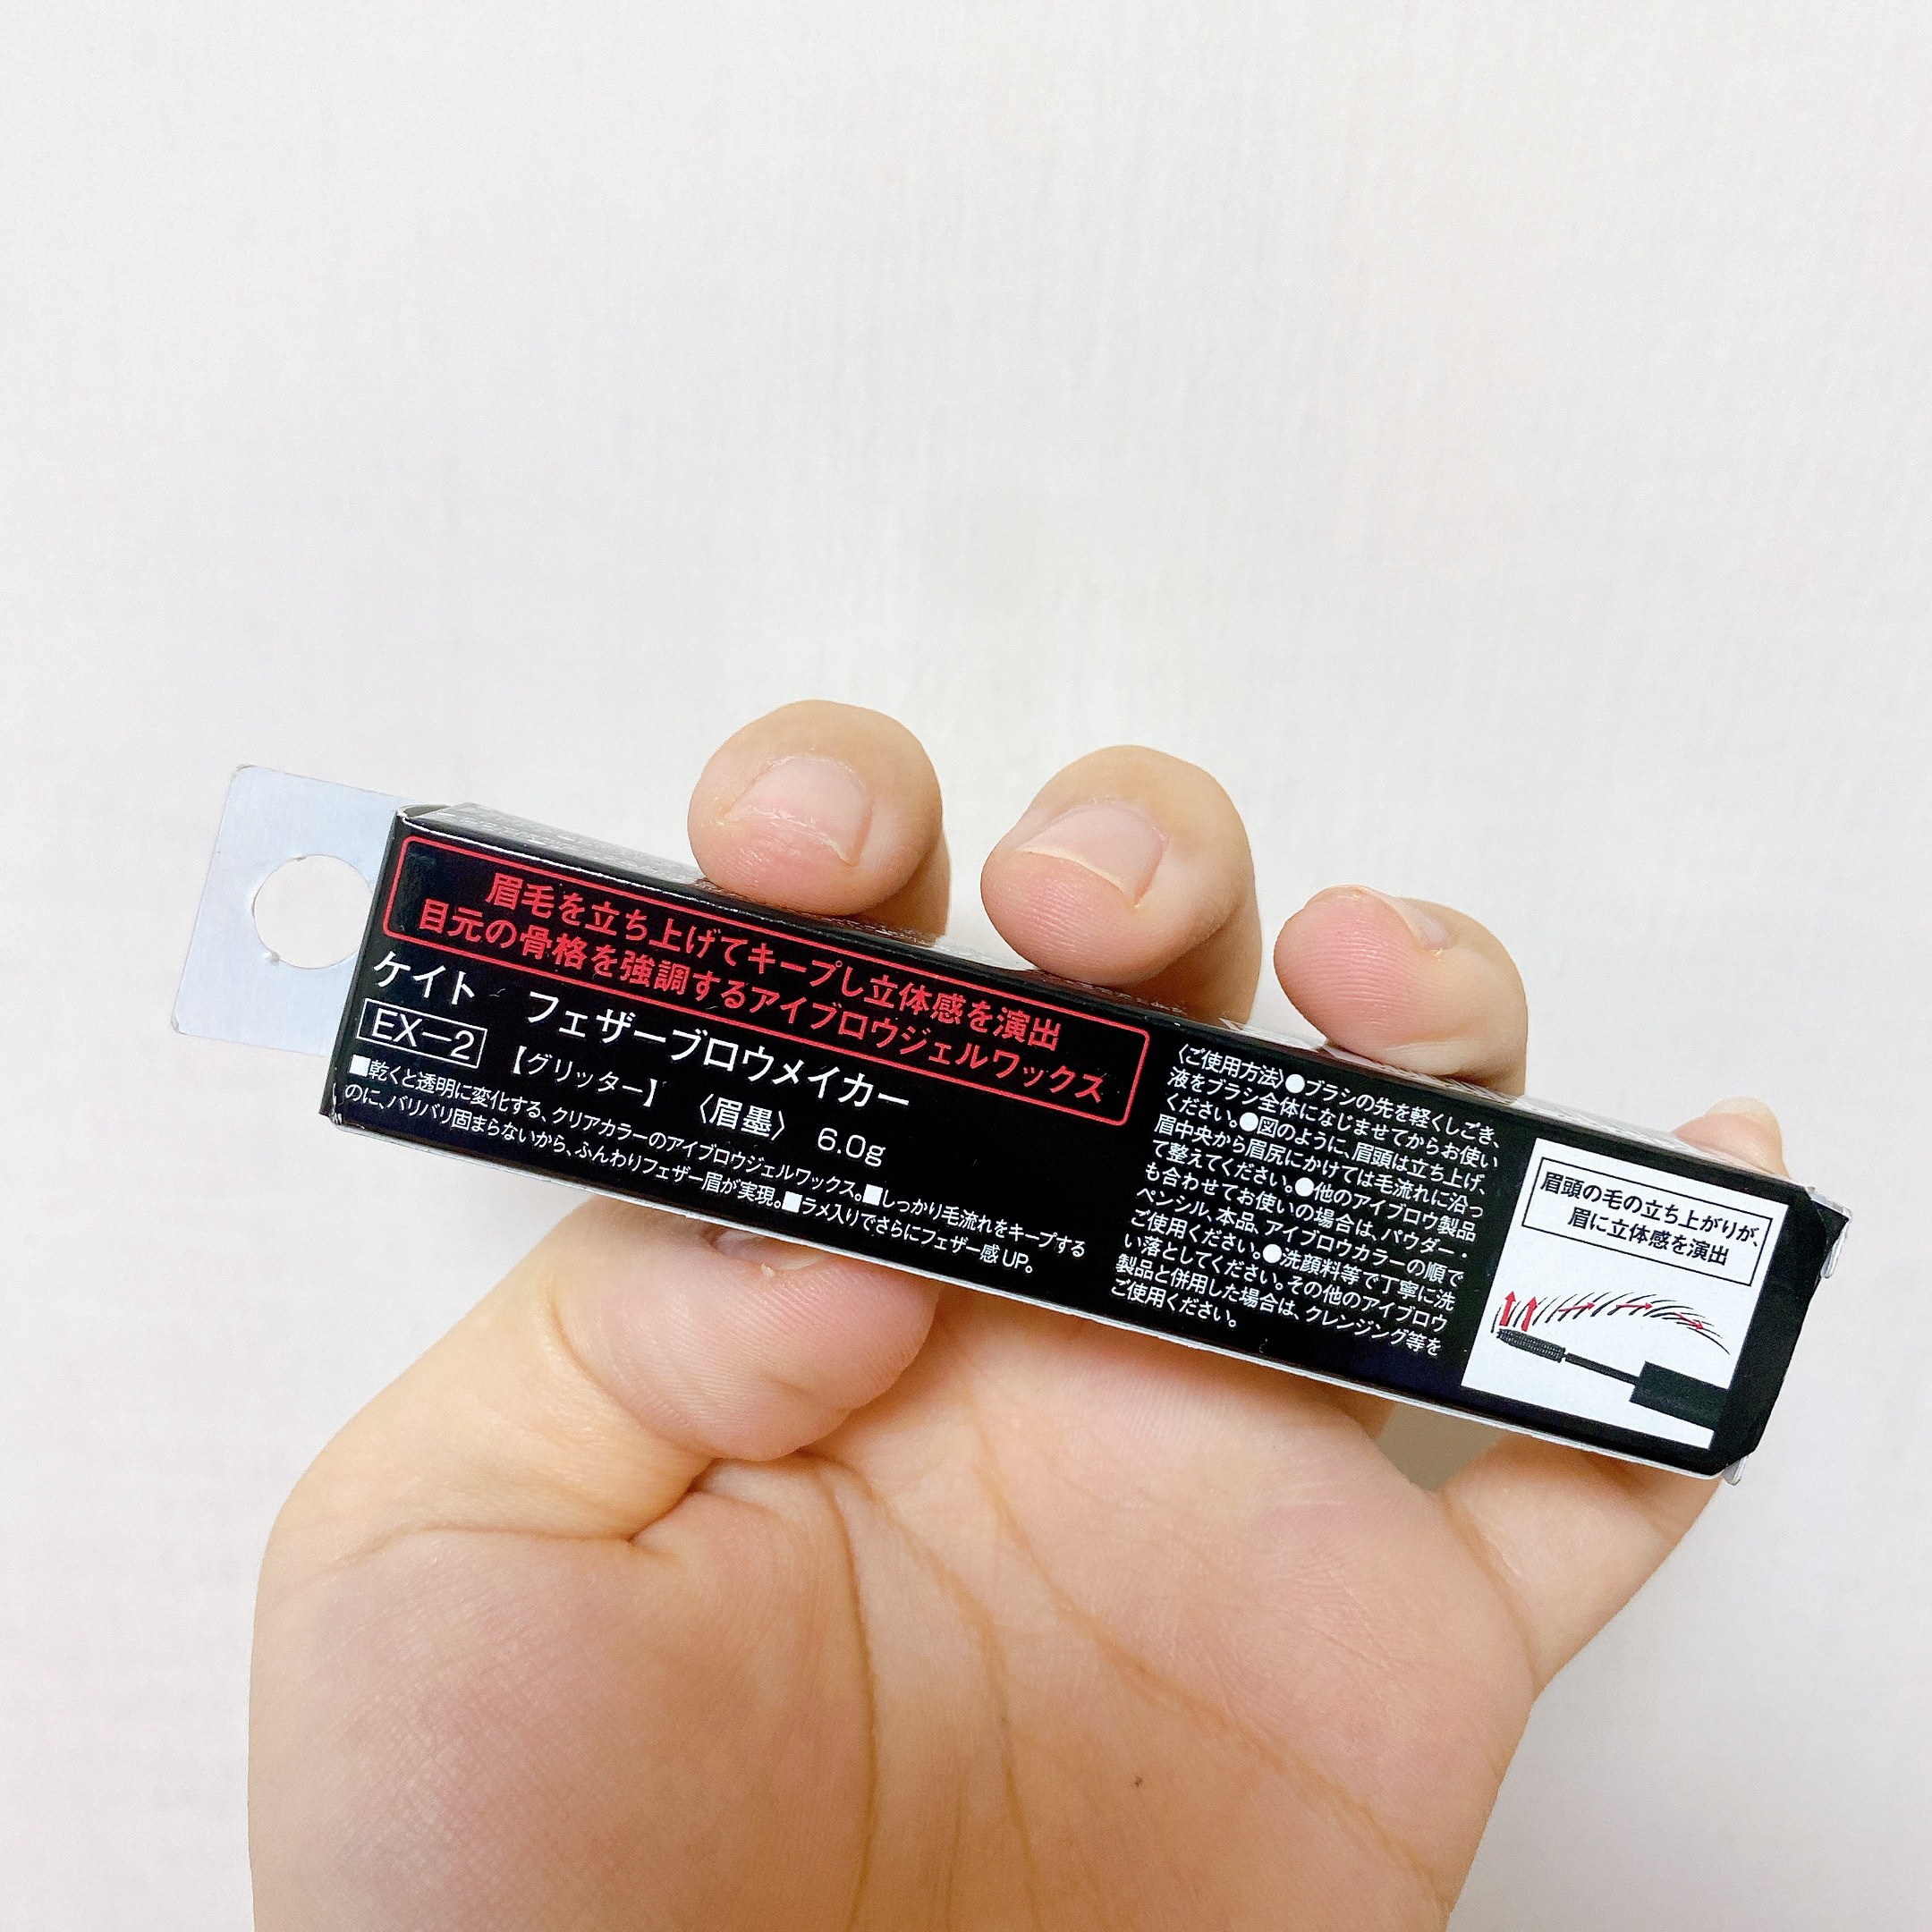 眉毛を立ち上げてキープし立体感を演出
目元の骨格を強調するアイブロウジェルワックス
ケイト フェザーブロウメイカー
EX-2 【グリッター】 〈眉墨〉 6.0g
■乾くと透明に変化する、クリアカラーのアイブロウジェルワックス。■しっかり毛流れをキープする
のに、バリバリ固まらないから、ふんわりフェザー眉が実現。■ラメ入りでさらにフェザー感UP。
〈ご使用方法〉●ブラシの先を軽くしごき、
液をブラシ全体になじませてからお使い
ください。●図のように、眉頭は立ち上げ、
眉中央から眉尻にかけては毛流れに沿っ
て整えてください。●他のアイブロウ製品
も合わせてお使いの場合は、パウダー・
ペンシル、本品、アイブロウカラーの順で
ご使用ください。●洗顔料等で丁寧に洗
い落としてください。その他のアイブロウ
製品と併用した場合は、クレンジング等を
ご使用ください。
眉頭の毛の立ち上がりが、
眉に立体感を演出